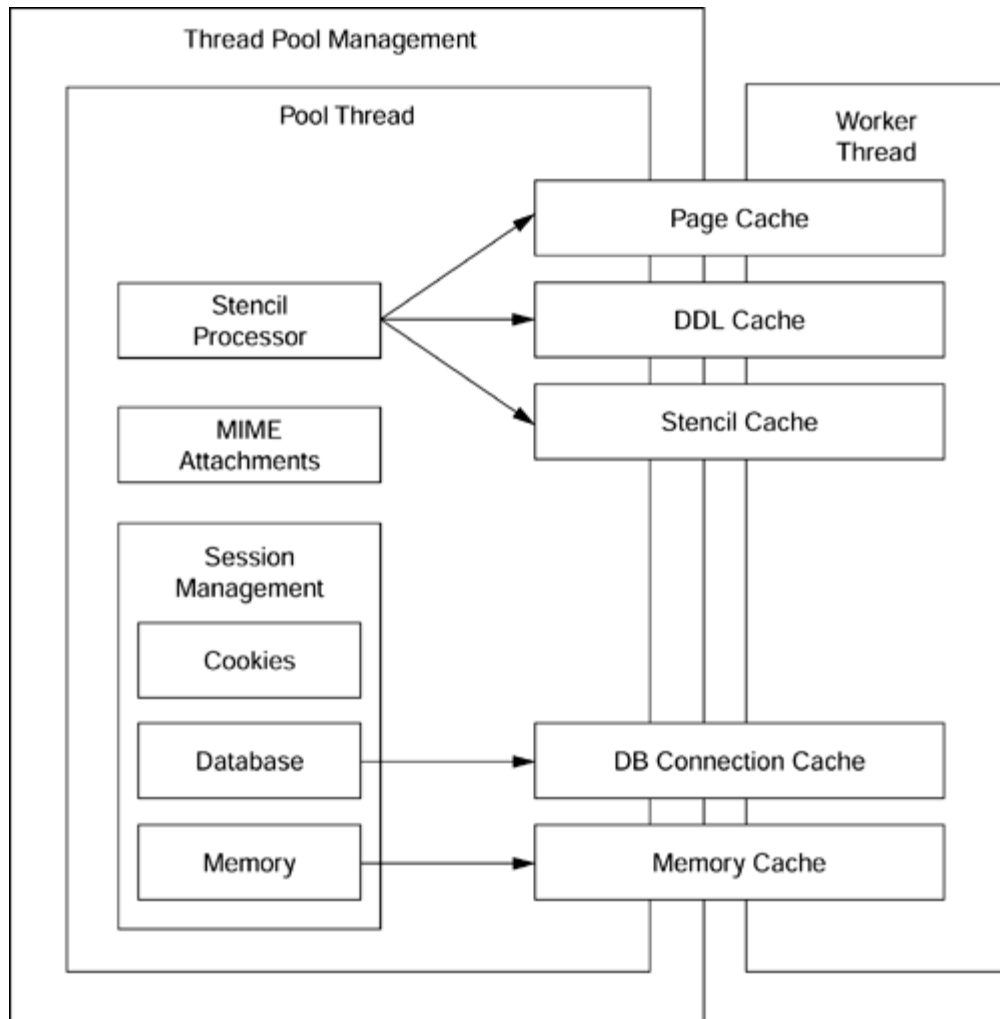 Thread Pool Management
Pool Thread
Worker
Thread
Page Cache
Stencil
Processor
DDL Cache
Stencil Cache
MIME
Attachments
Session
Management
Cookies
Database
DB Connection Cache
Memory
Memory Cache